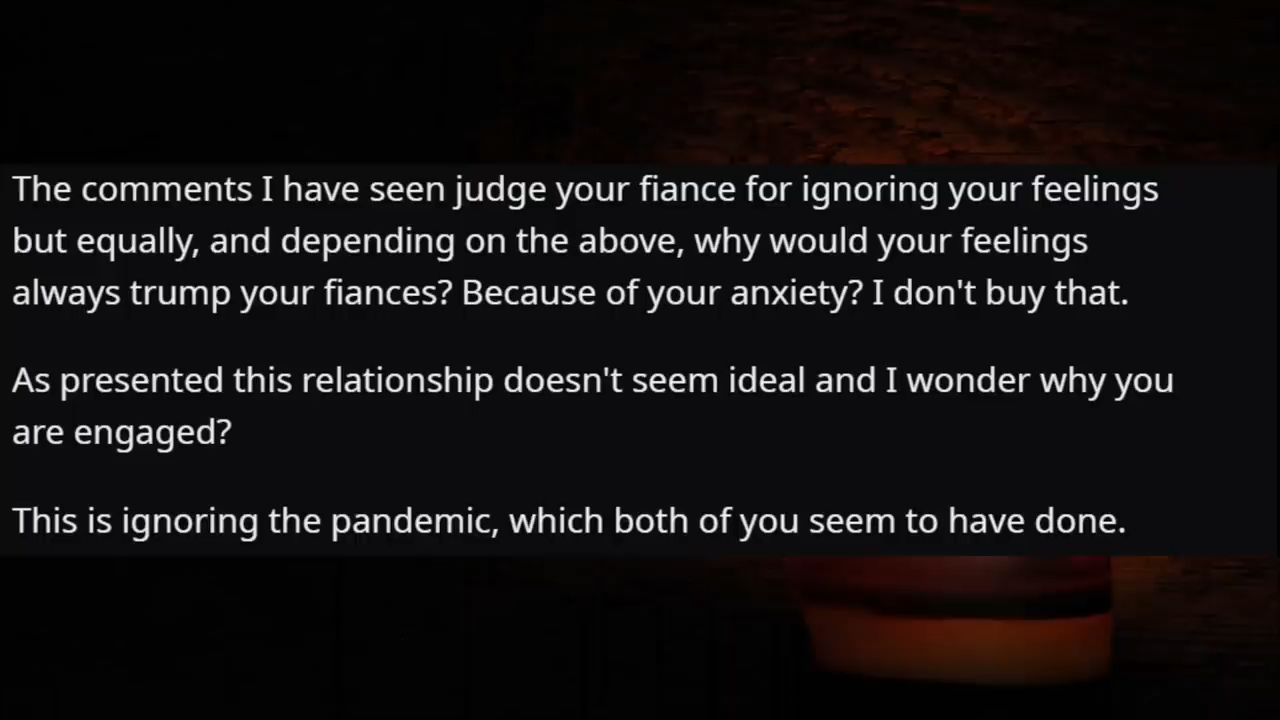 The comments I have seen judge your fiance for ignoring your feelings
but equally, and depending on the above, why would your feelings
always trump your fiances? Because of your anxiety? I don't buy that.
As presented this relationship doesn't seem ideal and I wonder why you
are engaged?
This is ignoring the pandemic, which both of you seem to have done.